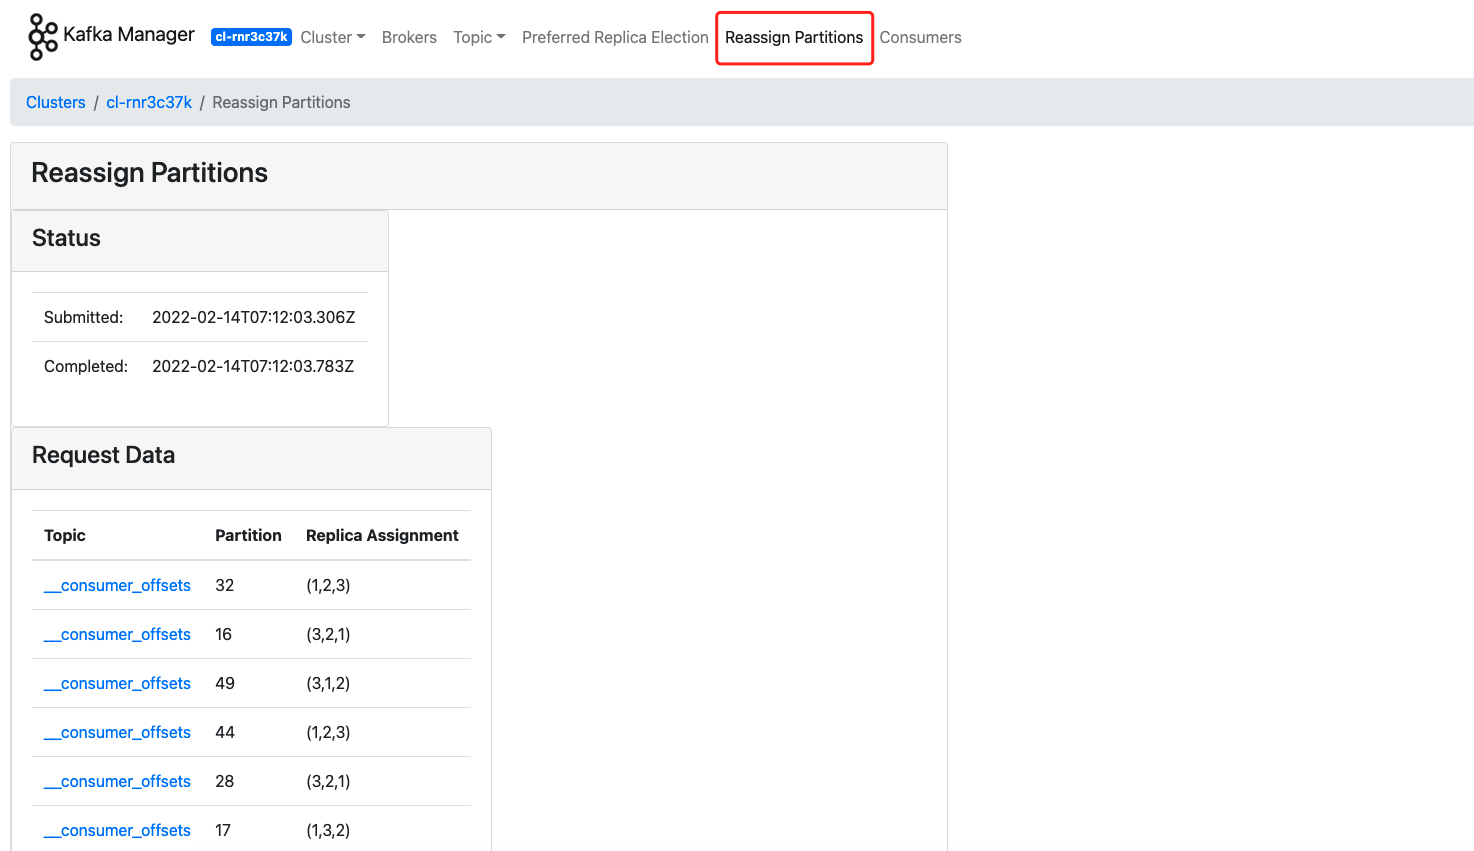 Kafka Manager cl-rnr3c37k Cluster Brokers Topic Preferred Replica Election Reassign Partitions Consumers
Clusters / cl-rnr3c37k / Reassign Partitions
Reassign Partitions
Status
Submitted: 2022-02-14T07:12:03.306Z
Completed: 2022-02-14T07:12:03.783Z
Request Data
Topic Partition Replica Assignment
__consumer_offsets 32 (1,2,3)
__consumer_offsets 16 (3,2,1)
__consumer_offsets 49 (3,1,2)
__consumer_offsets 44 (1,2,3)
__consumer_offsets 28 (3,2,1)
__consumer_offsets 17 (1,3,2)